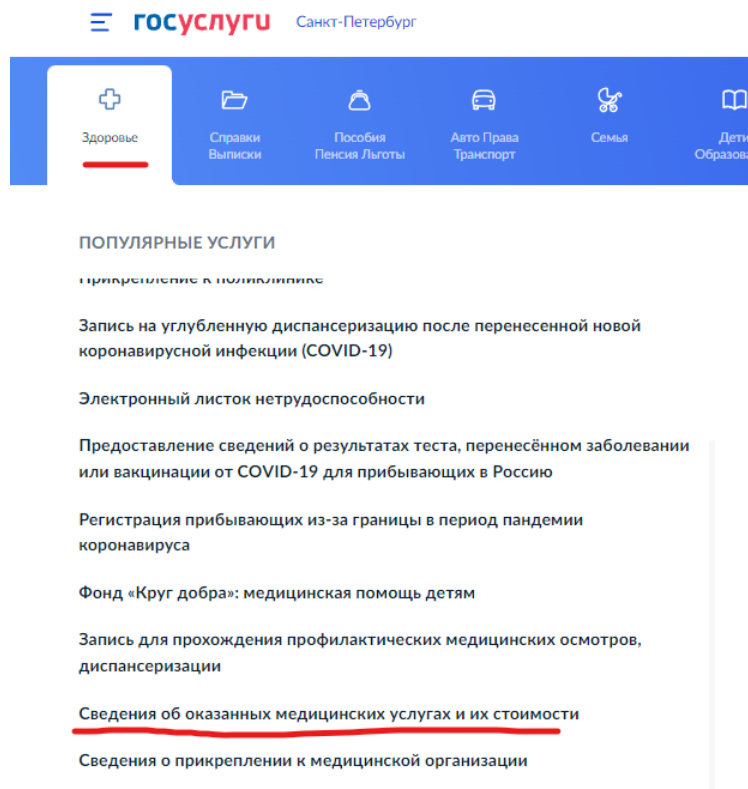 госуслуги Санкт-Петербург
Здоровье
Справки
Выписки
Пособия
Пенсия Льготы
Авто Права
Транспорт
Семья
Дети
ПОПУЛЯРНЫЕ УСЛУГИ
Прикрепление к поликлинике
Запись на углубленную диспансеризацию после перенесенной новой
коронавирусной инфекции (COVID-19)
Электронный листок нетрудоспособности
Предоставление сведений о результатах теста, перенесённом заболевании
или вакцинации от COVID-19 для прибывающих в Россию
Регистрация прибывающих из-за границы в период пандемии
коронавируса
Фонд «Круг добра»: медицинская помощь детям
Запись для прохождения профилактических медицинских осмотров,
диспансеризации
Сведения об оказанных медицинских услугах и их стоимости
Сведения о прикреплении к медицинской организации